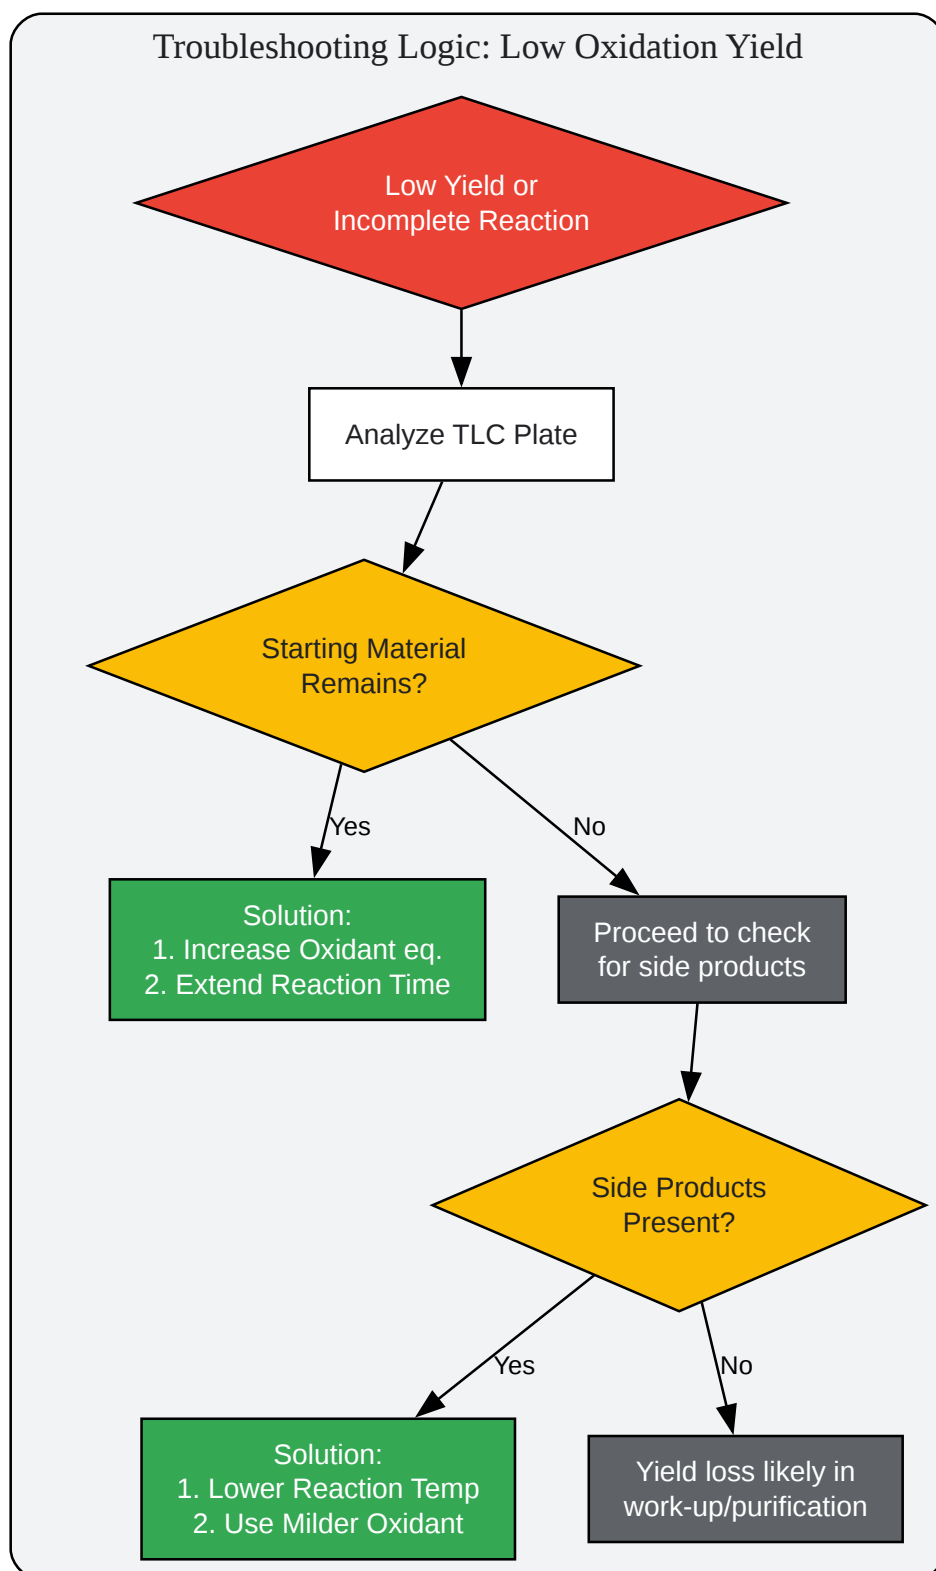 Troubleshooting Logic: Low Oxidation Yield
Low Yield or
Incomplete Reaction
Analyze TLC Plate
Starting Material
Remains?
Yes
No
Solution:
1. Increase Oxidant eq.
2. Extend Reaction Time
Proceed to check
for side products
Side Products
Present?
Yes
No
Solution:
1. Lower Reaction Temp
2. Use Milder Oxidant
Yield loss likely in
work-up/purification